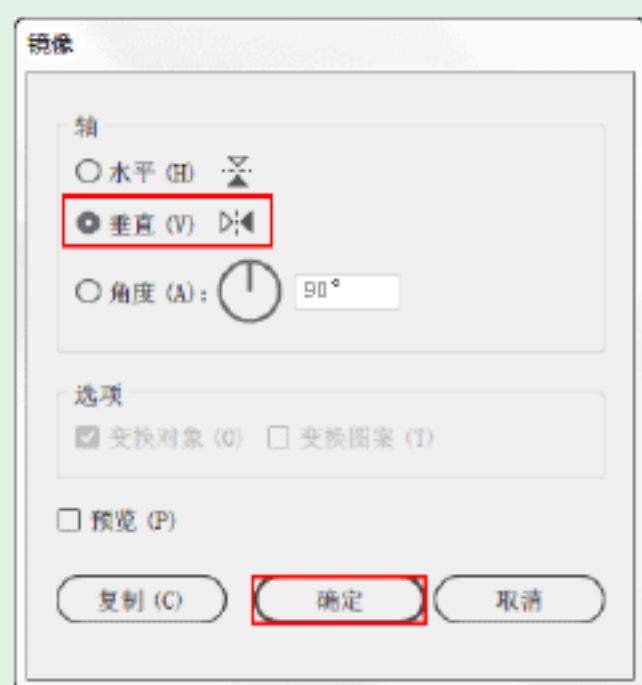 镜像
轴
水平 (H)
垂直 (V)
角度 (A): 90°
选项
变换对象 (O) 变换图案 (T)
预览 (P)
复制 (C) 确定 取消